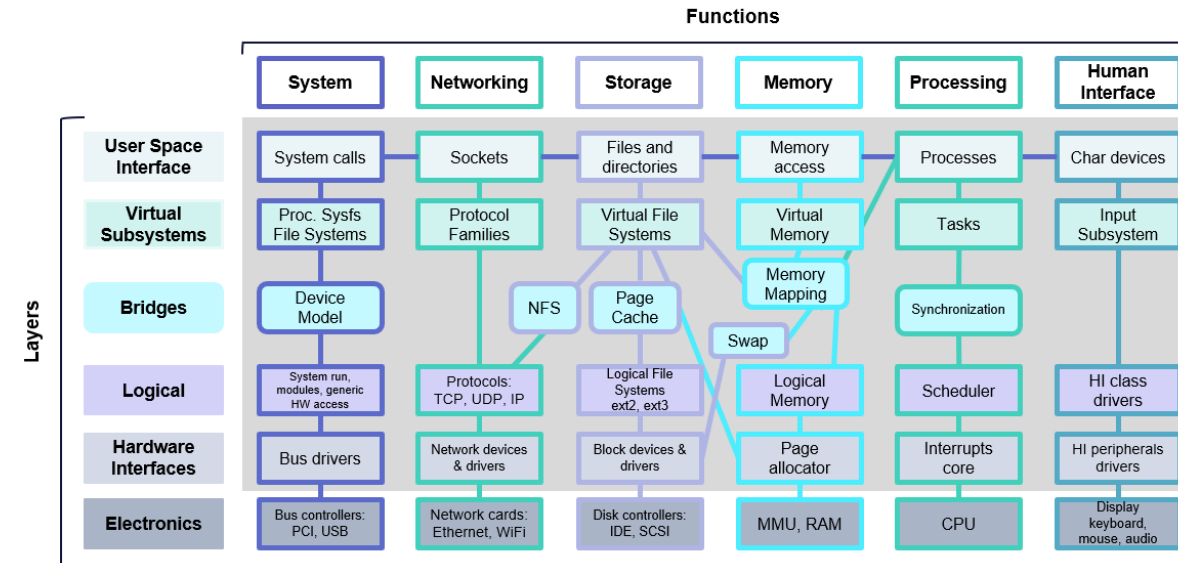 Functions
System
Networking
Storage
Memory
Processing
Human
Interface
Layers
User Space
Interface
System calls
Sockets
Files and
directories
Memory
access
Processes
Char devices
Virtual
Subsystems
Proc. Sysfs
File Systems
Protocol
Families
Virtual File
Systems
Virtual
Memory
Tasks
Input
Subsystem
Bridges
Device
Model
NFS
Page
Cache
Memory
Mapping
Synchronization
Swap
Logical
System run,
modules, generic
HW access
Protocols:
TCP, UDP, IP
Logical File
Systems
ext2, ext3
Logical
Memory
Scheduler
HI class
drivers
Hardware
Interfaces
Bus drivers
Network devices
& drivers
Block devices &
drivers
Page
allocator
Interrupts
core
HI peripherals
drivers
Electronics
Bus controllers:
PCI, USB
Network cards:
Ethernet, WiFi
Disk controllers:
IDE, SCSI
MMU, RAM
CPU
Display
keyboard,
mouse, audio